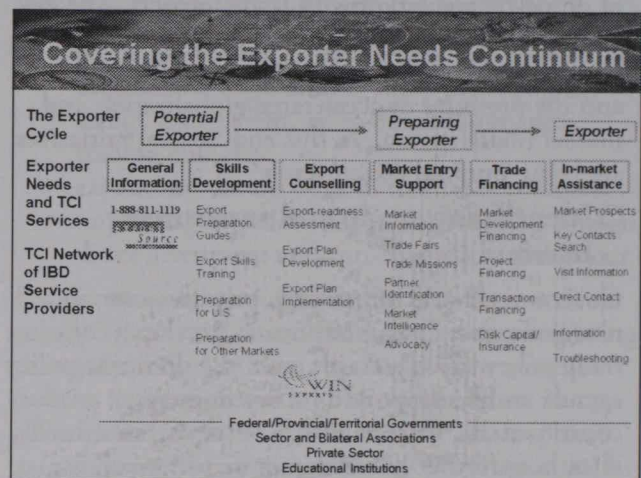 Covering the Exporter Needs Continuum
The Exporter
Cycle
Potential
Exporter
Preparing
Exporter
Exporter
Exporter
Needs
and TCI
Services
TCI Network
of IBD
Service
Providers
General
Information
1-888-811-1119
Source
Skills
Development
Export
Preparation
Guides
Export Skills
Training
Preparation
for U.S.
Preparation
for Other Markets
Export
Counselling
Export-readiness
Assessment
Export Plan
Development
Export Plan
Implementation
Market Entry
Support
Market
Information
Trade Fairs
Trade Missions
Partner
Identification
Market
Intelligence
Advocacy
Trade
Financing
Market
Development
Financing
Project
Financing
Transaction
Financing
Risk Capital/
Insurance
In-market
Assistance
Market Prospects
Key Contacts
Search
Visit Information
Direct Contact
Information
Troubleshooting
WIN
EXPORTS
Federal/Provincial/Territorial Governments
Sector and Bilateral Associations
Private Sector
Educational Institutions